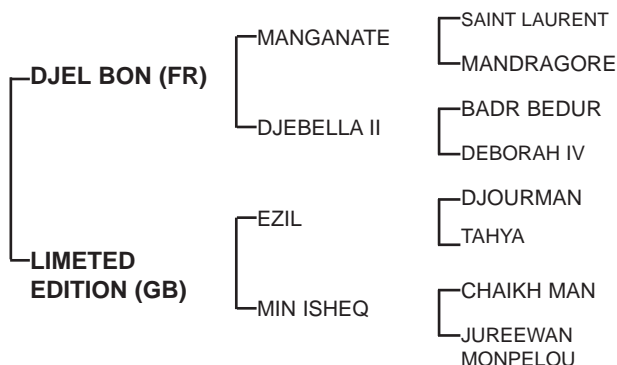 SAINT LAURENT
MANGANATE
MANDRAGORE
DJEL BON (FR)
BADR BEDUR
DJEBELLA II
DEBORAH IV
DJOURMAN
EZIL
TAHYA
LIMETED
EDITION (GB)
CHAIKH MAN
MIN ISHEQ
JUREEWAN
MONPELOU